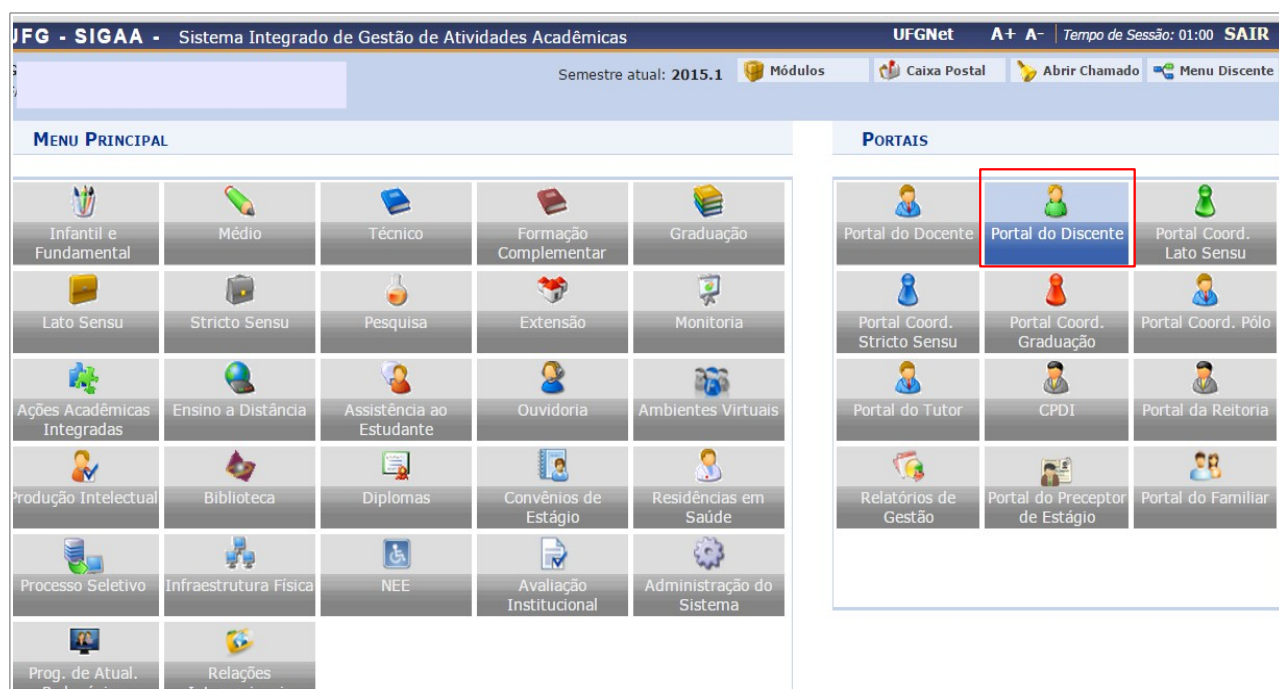 UFG - SIGAA - Sistema Integrado de Gestão de Atividades Acadêmicas UFGNet A+ A- Tempo de Sessão: 01:00 SAIR
Semestre atual: 2015.1 Módulos Caixa Postal Abrir Chamado Menu Discente
MENU PRINCIPAL
Infantil e
Fundamental
Médio
Técnico
Formação
Complementar
Graduação
Lato Sensu
Stricto Sensu
Pesquisa
Extensão
Monitoria
Ações Acadêmicas
Integradas
Ensino a Distância
Assistência ao
Estudante
Ouvidoria
Ambientes Virtuais
Produção Intelectual
Biblioteca
Diplomas
Convênios de
Estágio
Residências em
Saúde
Processo Seletivo
Infraestrutura Física
NEE
Avaliação
Institucional
Administração do
Sistema
Prog. de Atual.
Relações
PORTAIS
Portal do Docente
Portal do Discente
Portal Coord.
Lato Sensu
Portal Coord.
Stricto Sensu
Portal Coord.
Graduação
Portal Coord. Pólo
Portal do Tutor
CPDI
Portal da Reitoria
Relatórios de
Gestão
Portal do Preceptor
de Estágio
Portal do Familiar